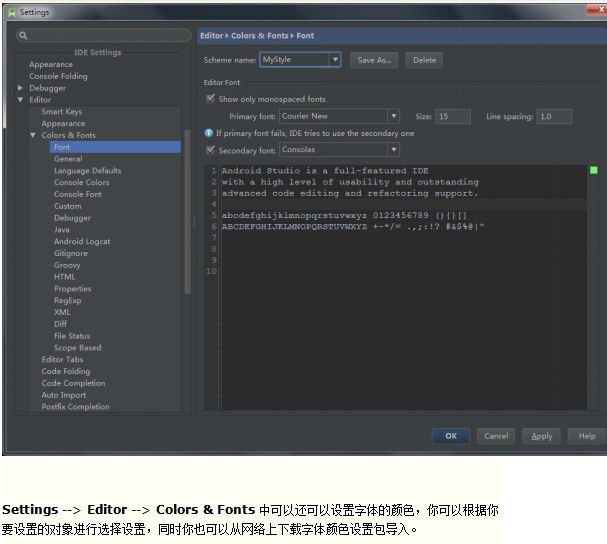 Settings
IDE Settings
Appearance
Console Folding
Debugger
Editor
Smart Keys
Appearance
Colors & Fonts
Font
General
Language Defaults
Console Colors
Console Font
Custom
Debugger
Java
Android Logcat
Gitignore
Groovy
HTML
Properties
RegExp
XML
Diff
File Status
Scope Based
Editor Tabs
Code Folding
Code Completion
Auto Import
Postfix Completion
Editor › Colors & Fonts › Font
Scheme name: MyStyle Save As... Delete
Editor Font
Show only monospaced fonts
Primary font: Courier New Size: 15 Line spacing: 1.0
If primary font fails, IDE tries to use the secondary one
Secondary font: Consolas
1 Android Studio is a full-featured IDE
2 with a high level of usability and outstanding
3 advanced code editing and refactoring support.
4
5 abcdefghijklmnopqrstuvwxyz 0123456789 (){}[]
6 ABCDEFGHIJKLMNOPQRSTUVWXYZ +-*/= .,;:!? #&$%@|^
7
8
9
10
OK Cancel Apply Help
Settings --> Editor --> Colors & Fonts 中可以还可以设置字体的颜色，你可以根据你
要设置的对象进行选择设置，同时你也可以从网络上下载字体颜色设置包导入。